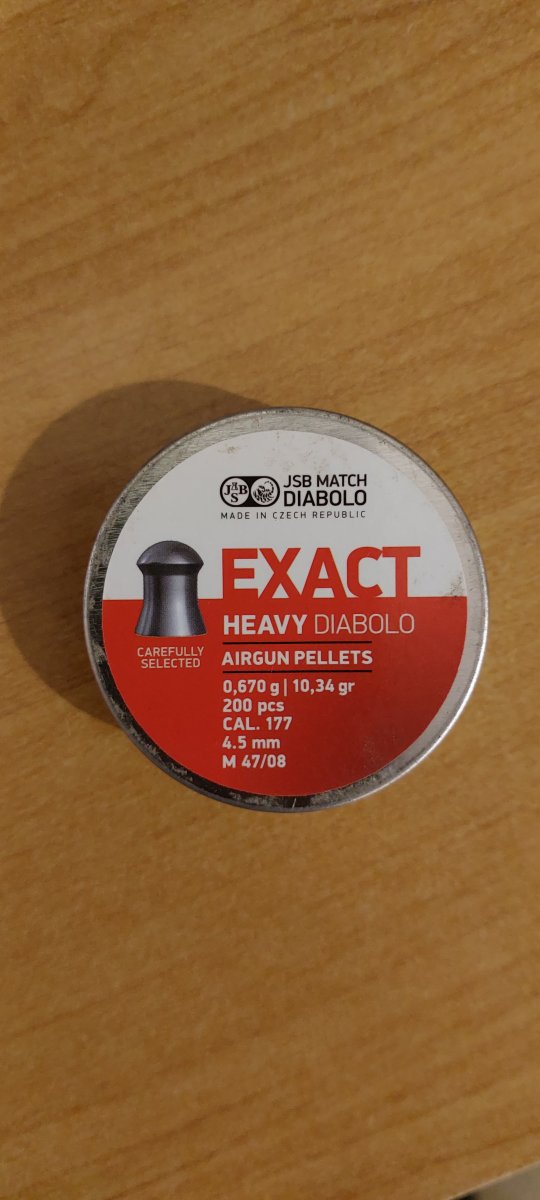 JSB
JSB MATCH
DIABOLO
MADE IN CZECH REPUBLIC
EXACT
HEAVY DIABOLO
CAREFULLY
SELECTED
AIRGUN PELLETS
0,670 g | 10,34 gr
200 pcs
CAL. 177
4.5 mm
M 47/08